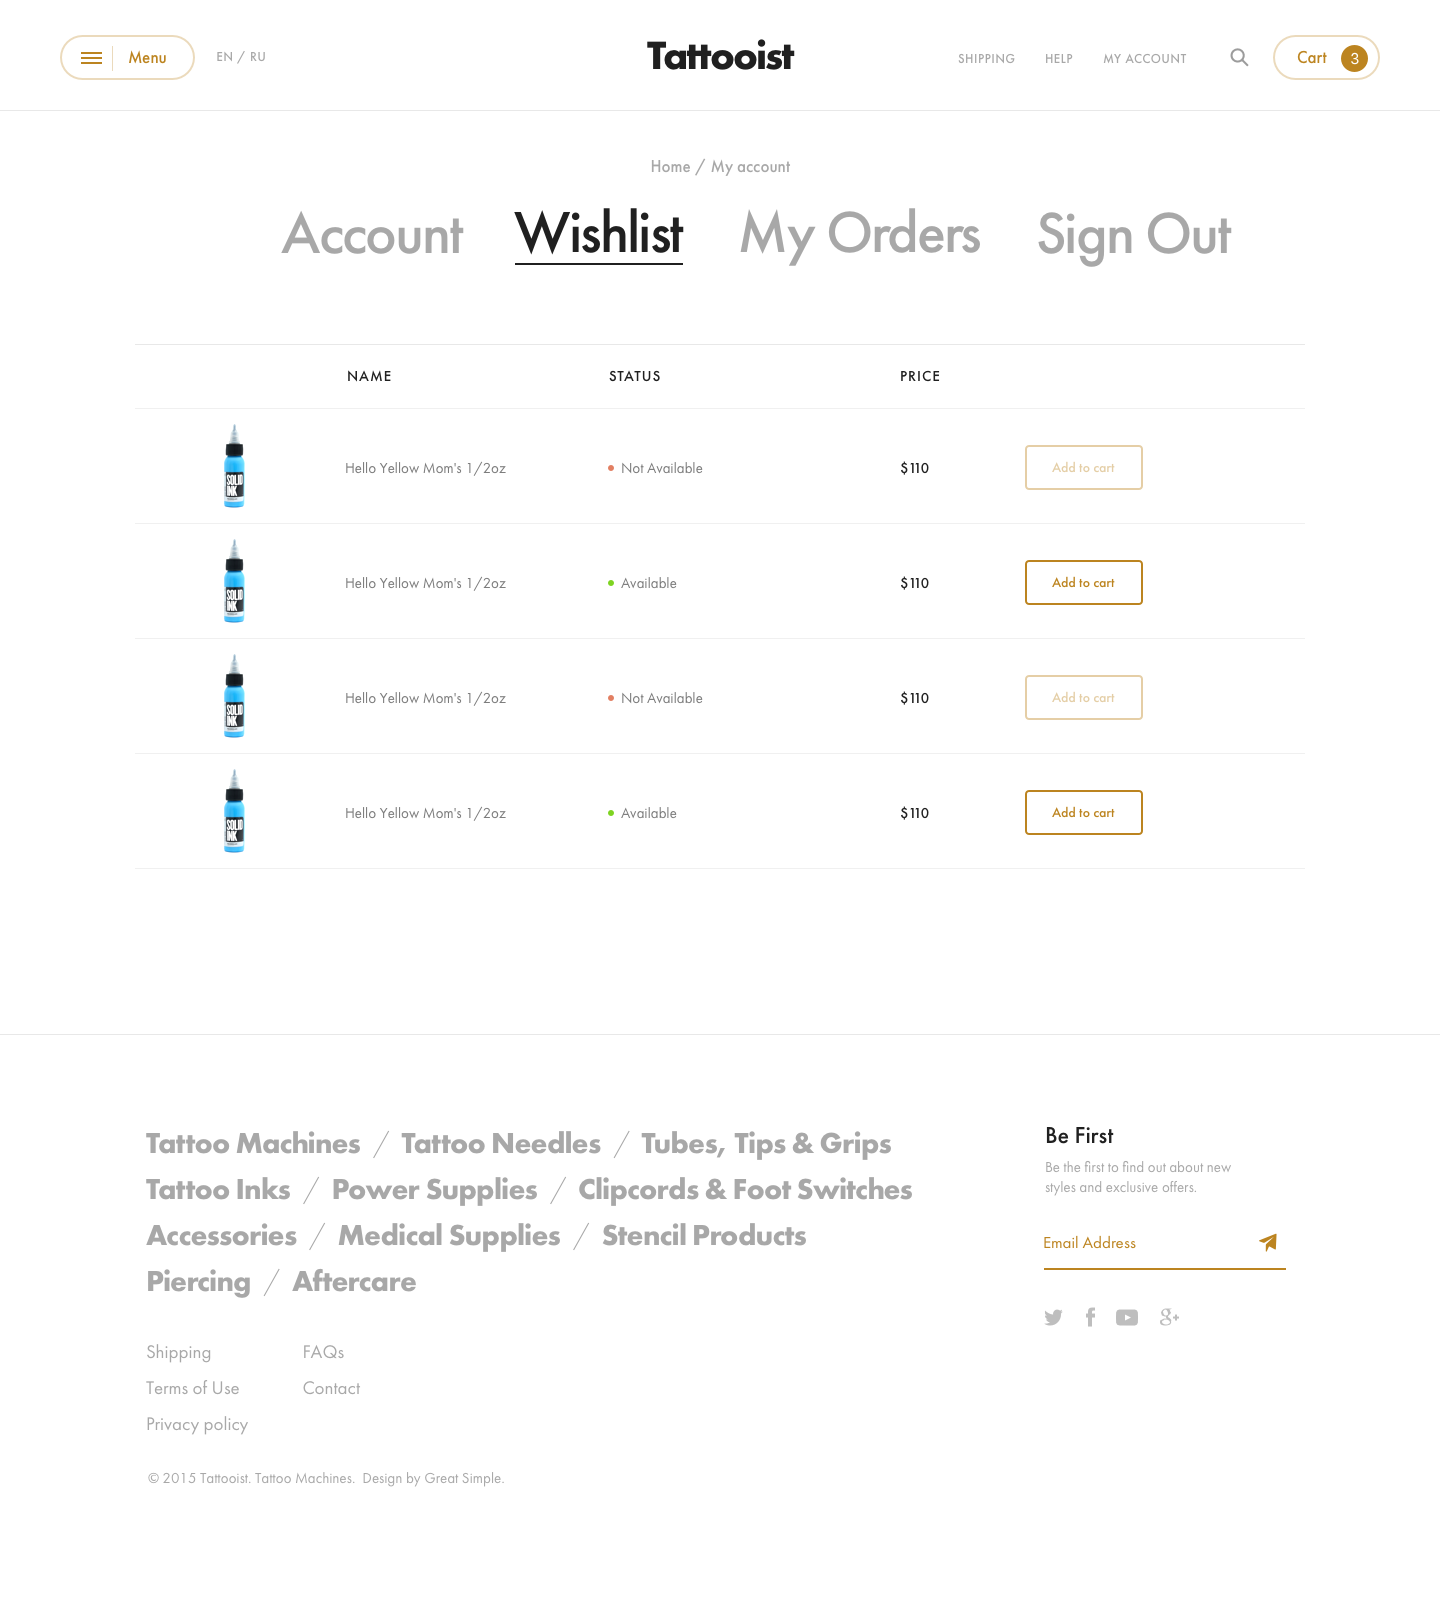 Menu
EN / RU
Tattooist
SHIPPING HELP MY ACCOUNT
Cart 3
Home / My account
Account Wishlist My Orders Sign Out
NAME STATUS PRICE
SOLID
INK
Hello Yellow Mom's 1/2oz Not Available $110 Add to cart
SOLID
INK
Hello Yellow Mom's 1/2oz Available $110 Add to cart
SOLID
INK
Hello Yellow Mom's 1/2oz Not Available $110 Add to cart
SOLID
INK
Hello Yellow Mom's 1/2oz Available $110 Add to cart
Tattoo Machines / Tattoo Needles / Tubes, Tips & Grips
Tattoo Inks / Power Supplies / Clipcords & Foot Switches
Accessories / Medical Supplies / Stencil Products
Piercing / Aftercare
Shipping FAQs
Terms of Use Contact
Privacy policy
© 2015 Tattooist. Tattoo Machines. Design by Great Simple.
Be First
Be the first to find out about new
styles and exclusive offers.
Email Address